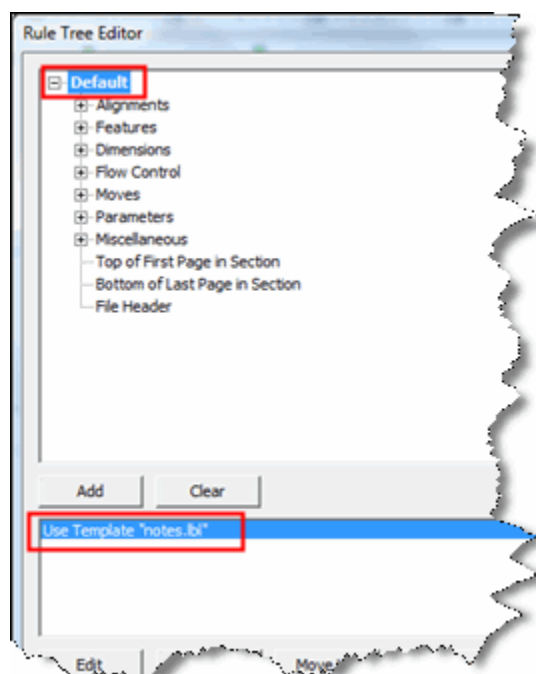 Rule Tree Editor
Default
Alignments
Features
Dimensions
Flow Control
Moves
Parameters
Miscellaneous
Top of First Page in Section
Bottom of Last Page in Section
File Header
Add Clear
Use Template "notes.lbl"
Edit Move